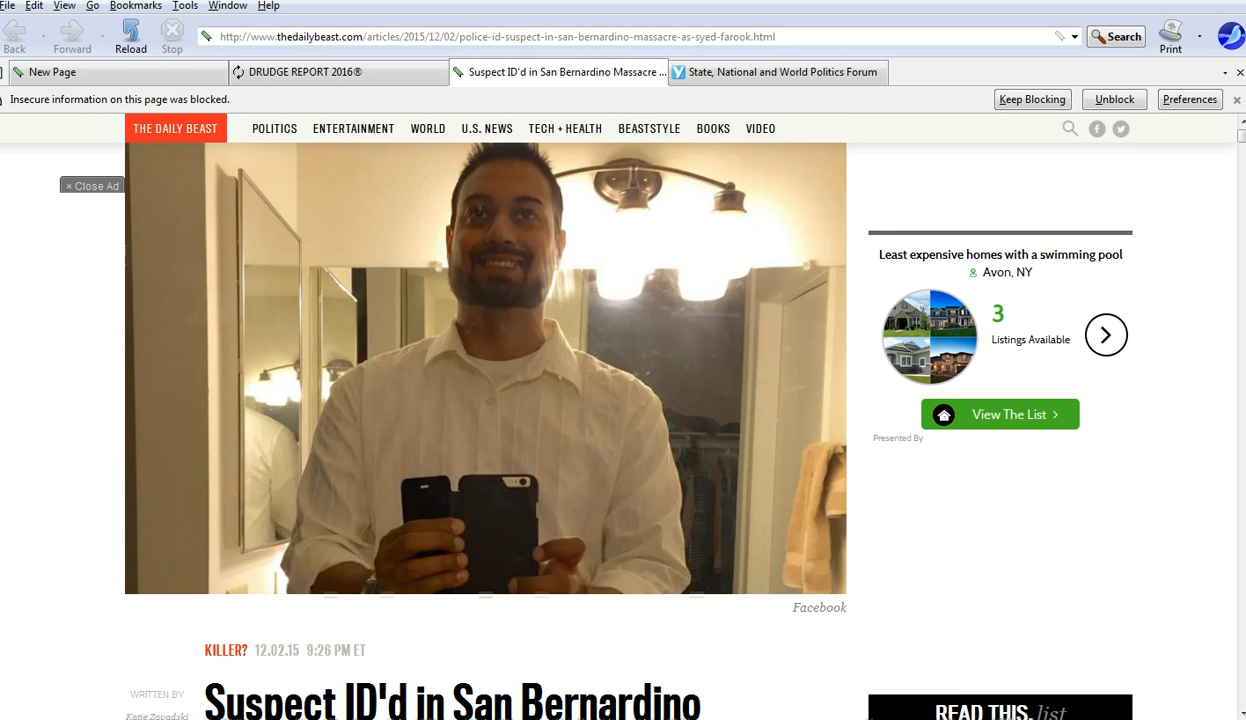 File Edit View Go Bookmarks Tools Window Help
Back Forward Reload Stop
http://www.thedailybeast.com/articles/2015/12/02/police-id-suspect-in-san-bernardino-massacre-as-syed-farook.html
Search
Print
New Page
DRUDGE REPORT 2016®
Suspect ID'd in San Bernardino Massacre ...
State, National and World Politics Forum
Insecure information on this page was blocked.
Keep Blocking
Unblock
Preferences
THE DAILY BEAST
POLITICS ENTERTAINMENT WORLD U.S. NEWS TECH + HEALTH BEASTSTYLE BOOKS VIDEO
× Close Ad
Least expensive homes with a swimming pool
Avon, NY
3
Listings Available
View The List >
Presented By
Facebook
KILLER? 12.02.15 9:26 PM ET
WRITTEN BY
Katie Zavadski
Suspect ID'd in San Bernardino
READ THIS. list